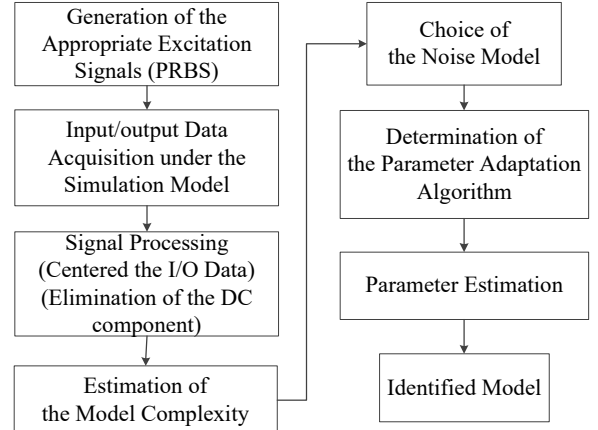 Generation of the
Appropriate Excitation
Signals (PRBS)
Input/output Data
Acquisition under the
Simulation Model
Signal Processing
(Centered the I/O Data)
(Elimination of the DC
component)
Estimation of
the Model Complexity
Choice of
the Noise Model
Determination of
the Parameter Adaptation
Algorithm
Parameter Estimation
Identified Model